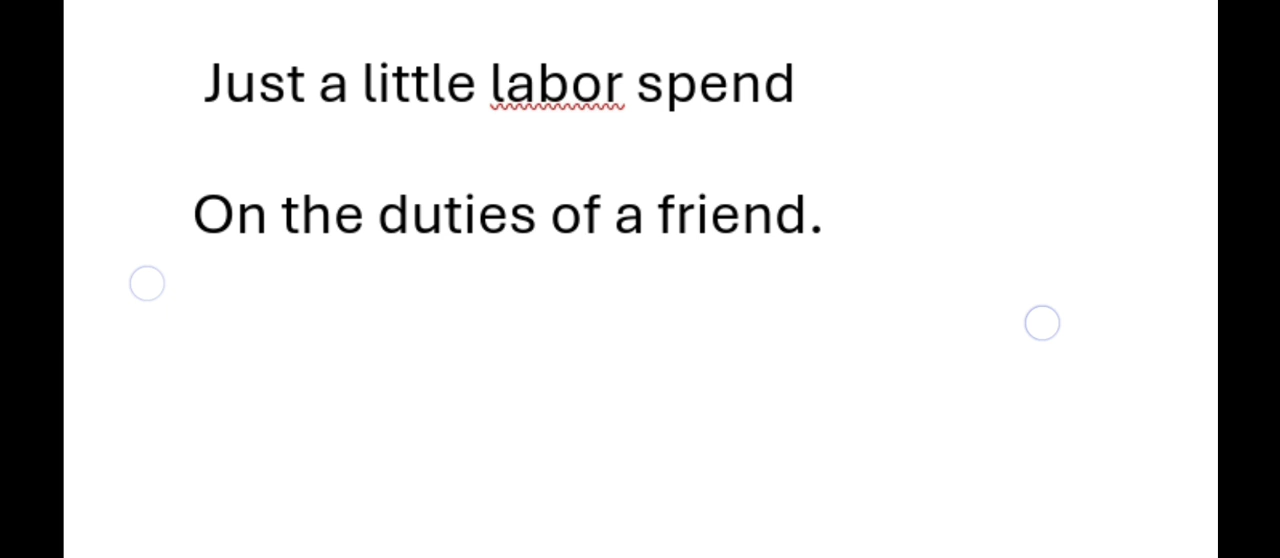 Just a little labor spend
On the duties of a friend.